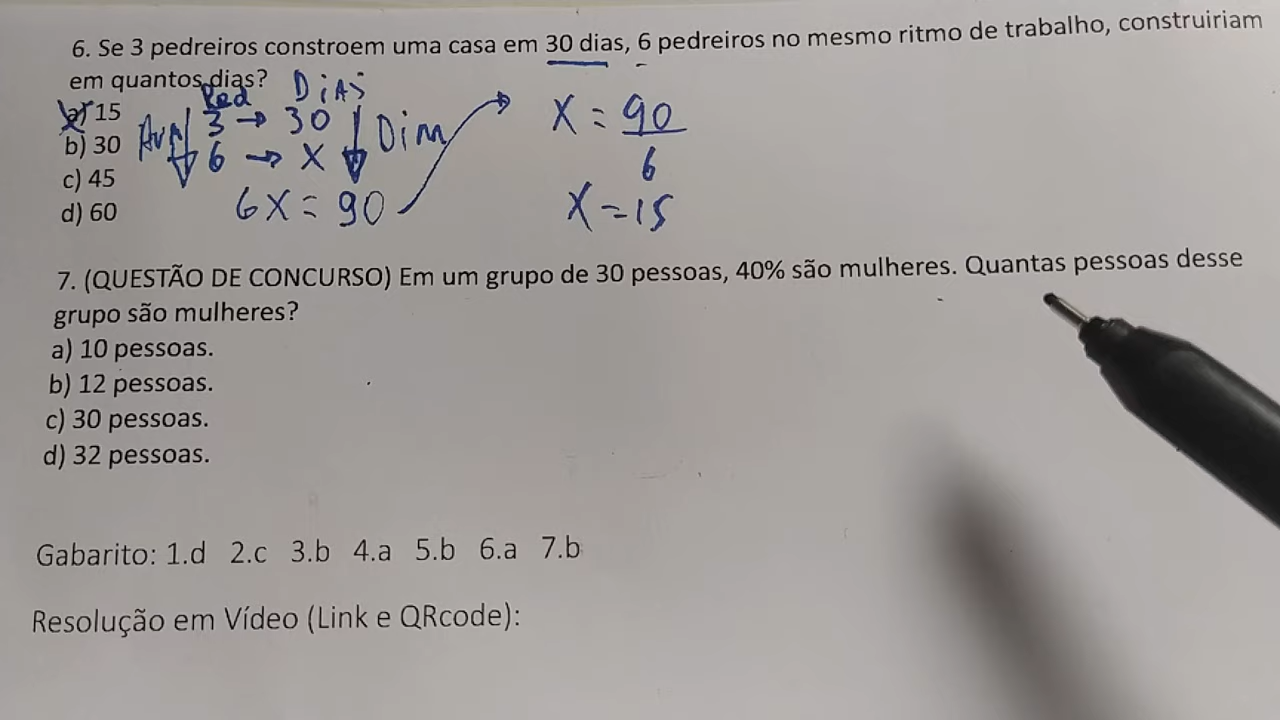 6. Se 3 pedreiros constroem uma casa em 30 dias, 6 pedreiros no mesmo ritmo de trabalho, construiriam
em quantos dias?
Ped DiAs
a) 15
3 → 30
Dim
X = 90
b) 30
6 → X
6
c) 45
d) 60
6X = 90
X = 15
7. (QUESTÃO DE CONCURSO) Em um grupo de 30 pessoas, 40% são mulheres. Quantas pessoas desse
grupo são mulheres?
a) 10 pessoas.
b) 12 pessoas.
c) 30 pessoas.
d) 32 pessoas.
Gabarito: 1.d 2.c 3.b 4.a 5.b 6.a 7.b
Resolução em Vídeo (Link e QRcode):